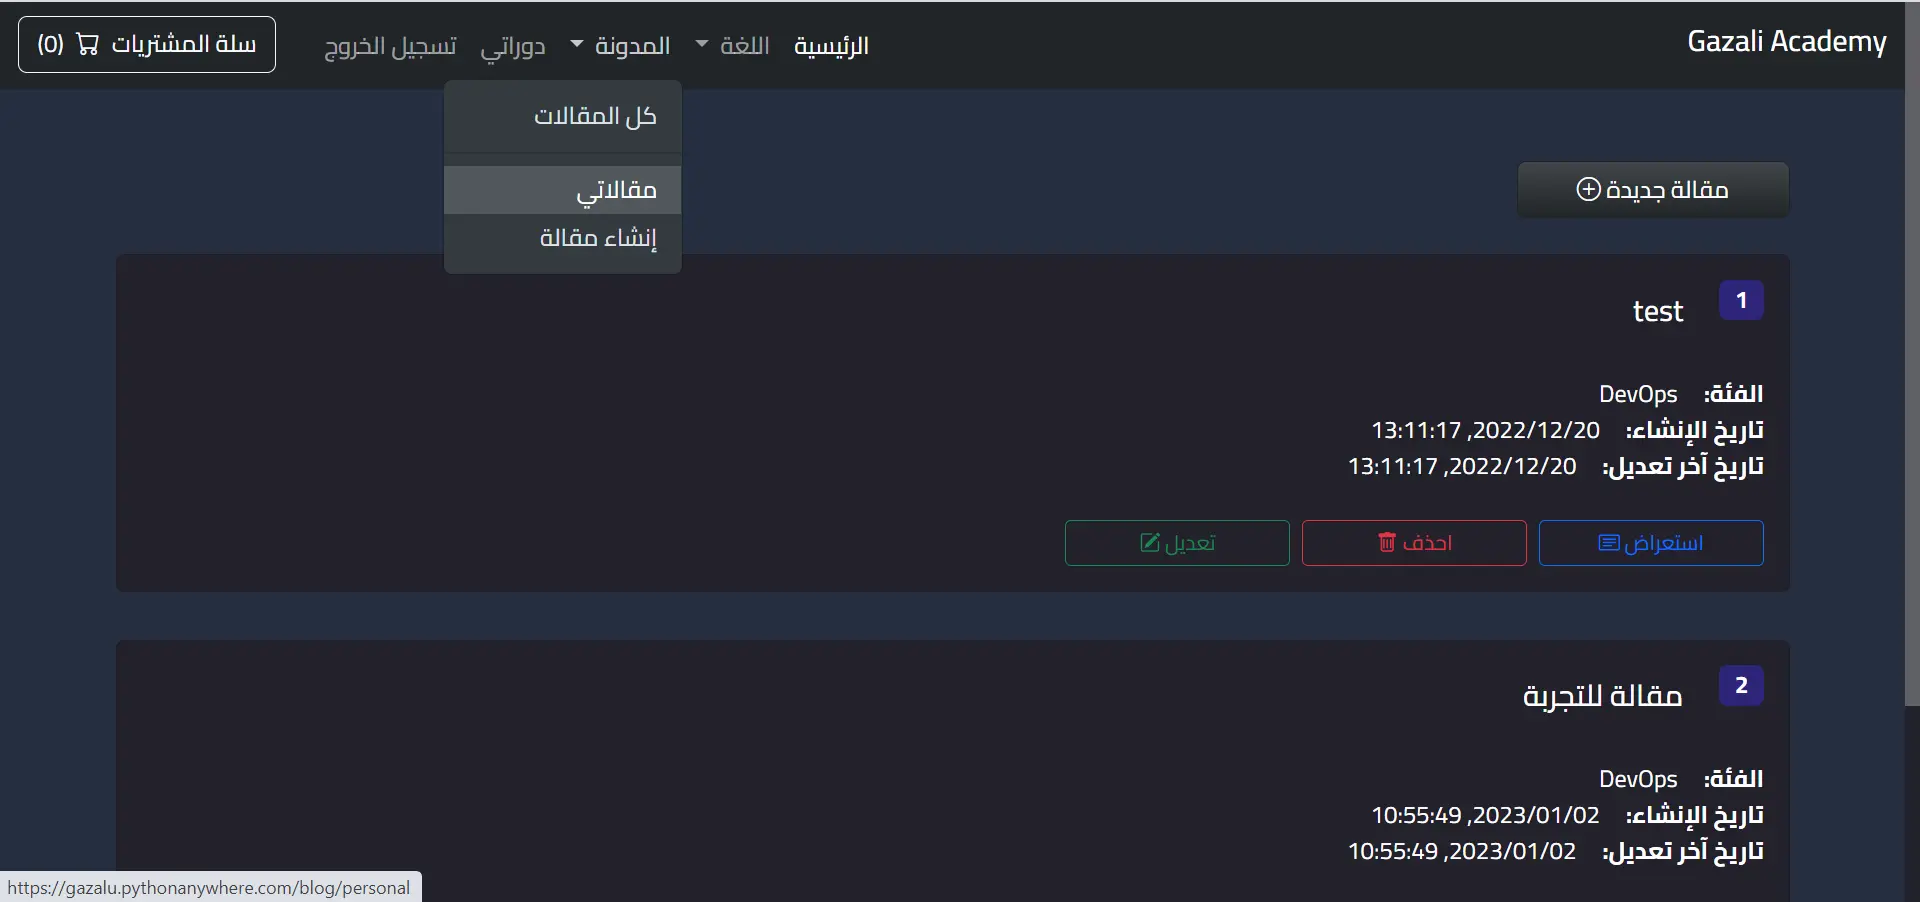 Gazali Academy
الرئيسية
اللغة
المدونة
دوراتي
تسجيل الخروج
سلة المشتريات (0)
كل المقالات
مقالاتي
إنشاء مقالة
مقالة جديدة
1
test
الفئة: DevOps
تاريخ الإنشاء: 2022/12/20, 13:11:17
تاريخ آخر تعديل: 2022/12/20, 13:11:17
استعراض
احذف
تعديل
2
مقالة للتجربة
الفئة: DevOps
تاريخ الإنشاء: 2023/01/02, 10:55:49
تاريخ آخر تعديل: 2023/01/02, 10:55:49
https://gazalu.pythonanywhere.com/blog/personal